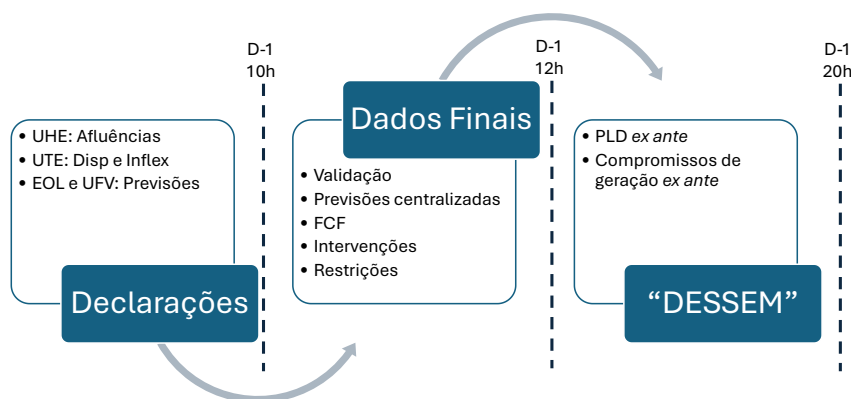 D-1
10h
D-1
12h
D-1
20h
• UHE: Afluências
• UTE: Disp e Inflex
• EOL e UFV: Previsões
Declarações
Dados Finais
• Validação
• Previsões centralizadas
• FCF
• Intervenções
• Restrições
• PLD ex ante
• Compromissos de
geração ex ante
“DESSEM”